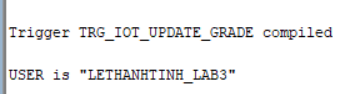 Trigger TRG_IOT_UPDATE_GRADE compiled
USER is "LETHANHTINH_LAB3"